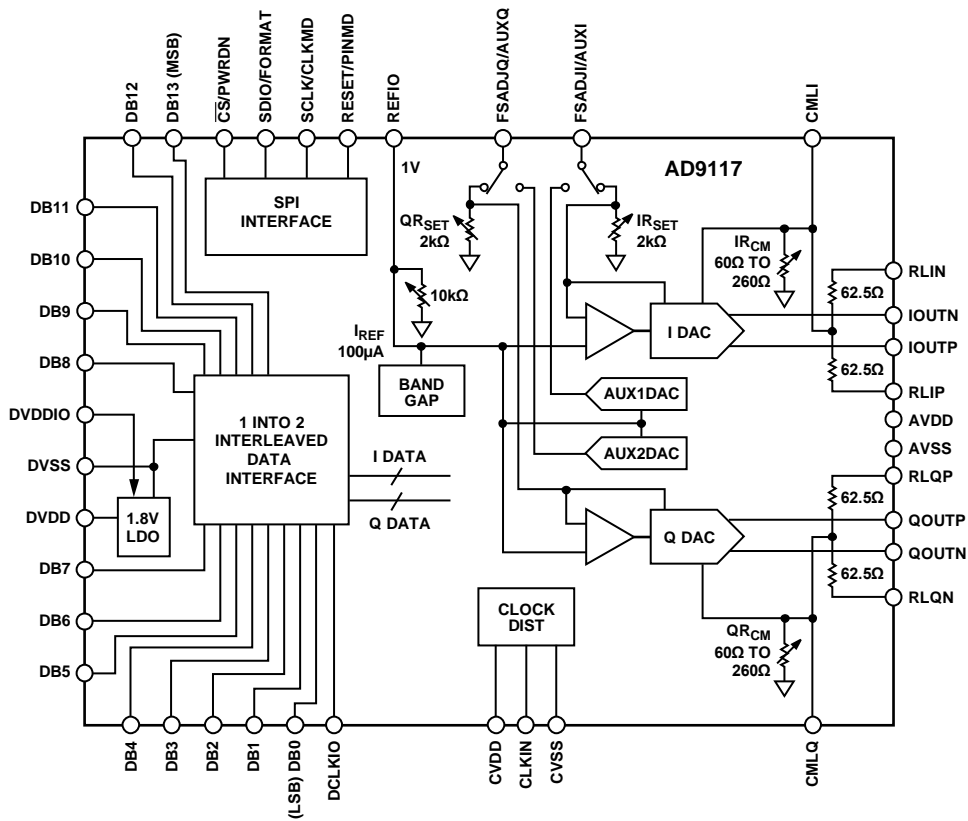 DB12
DB13 (MSB)
CS/PWRDN
SDIO/FORMAT
SCLK/CLKMD
RESET/PINMD
REFIO
FSADJQ/AUXQ
FSADJI/AUXI
CMLI
1V
AD9117
SPI
INTERFACE
DB11
DB10
DB9
DB8
DVDDIO
DVSS
DVDD
DB7
DB6
DB5
QRSET
2kΩ
IRSET
2kΩ
IRCM
60Ω TO
260Ω
10kΩ
IREF
100µA
BAND
GAP
I DAC
62.5Ω
62.5Ω
RLIN
IOUTN
IOUTP
RLIP
AVDD
AVSS
RLQP
QOUTP
QOUTN
RLQN
AUX1DAC
AUX2DAC
1 INTO 2
INTERLEAVED
DATA
INTERFACE
I DATA
Q DATA
1.8V
LDO
Q DAC
62.5Ω
62.5Ω
CLOCK
DIST
QRCM
60Ω TO
260Ω
DB4
DB3
DB2
DB1
(LSB) DB0
DCLKIO
CVDD
CLKIN
CVSS
CMLQ